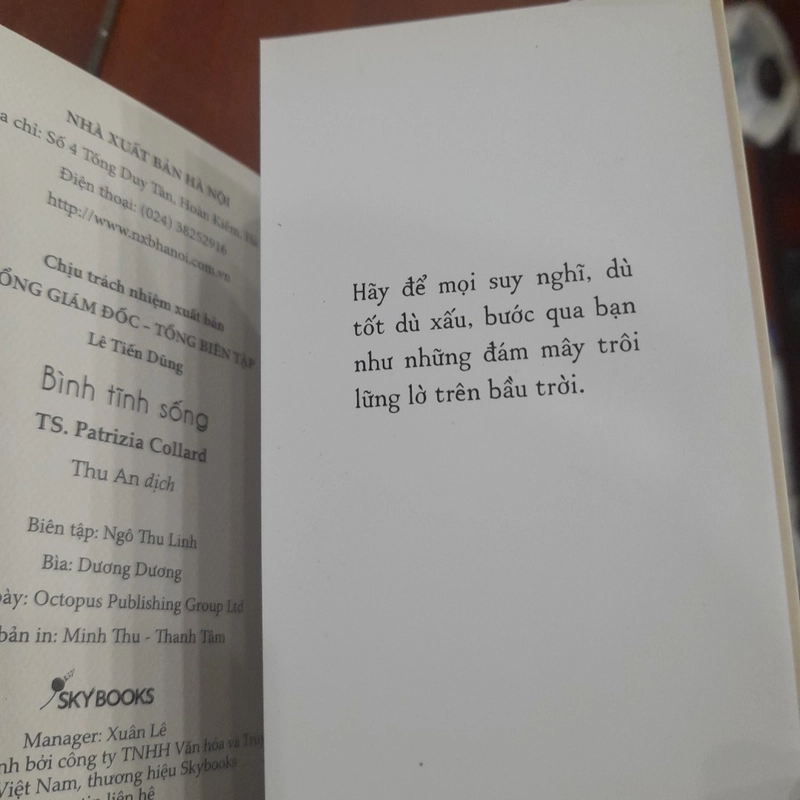 NHÀ XUẤT BẢN HÀ NỘI
chỉ: Số 4 Tống Duy Tân, Hoàn Kiếm,
Điện thoại: (024) 38252916
http://www.nxbhanoi.com.vn
Chịu trách nhiệm xuất bản
GIÁM ĐỐC – TỔNG BIÊN TẬP
Lê Tiến Dũng
Bình tĩnh sống
TS. Patrizia Collard
Thu An dịch
Biên tập: Ngô Thu Linh
Bìa: Dương Dương
bày: Octopus Publishing Group Ltd
bản in: Minh Thu - Thanh Tâm
SKYBOOKS
Manager: Xuân Lê
bởi công ty TNHH Văn hóa và
Việt Nam, thương hiệu Skybooks
liên hệ
Hãy để mọi suy nghĩ, dù
tốt dù xấu, bước qua bạn
như những đám mây trôi
lững lờ trên bầu trời.